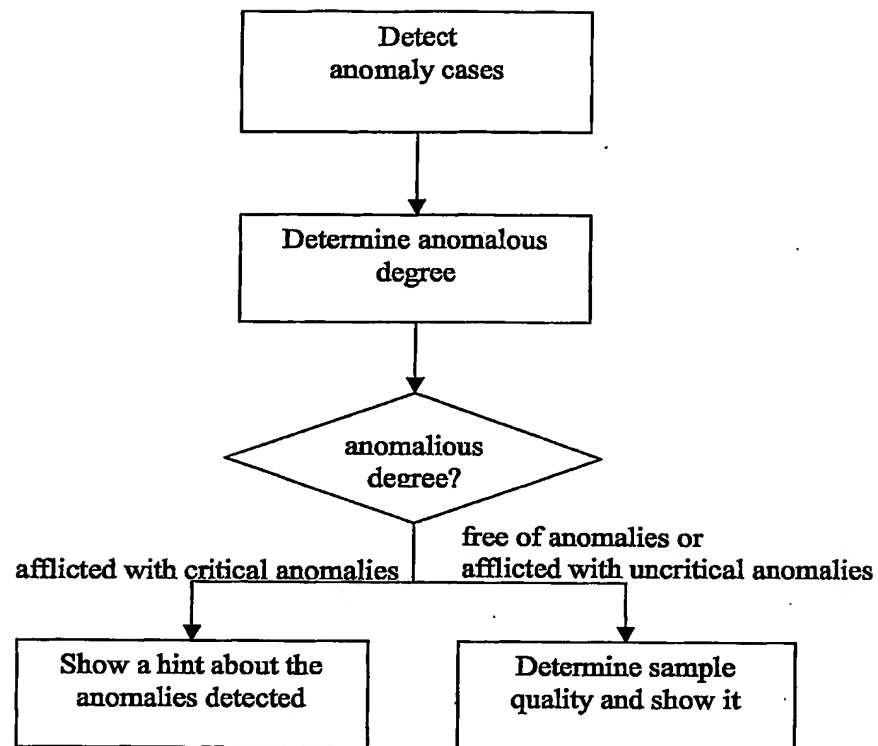 Detect
anomaly cases
Determine anomalous
degree
anomalious
degree?
afflicted with critical anomalies
free of anomalies or
afflicted with uncritical anomalies
Show a hint about the
anomalies detected
Determine sample
quality and show it